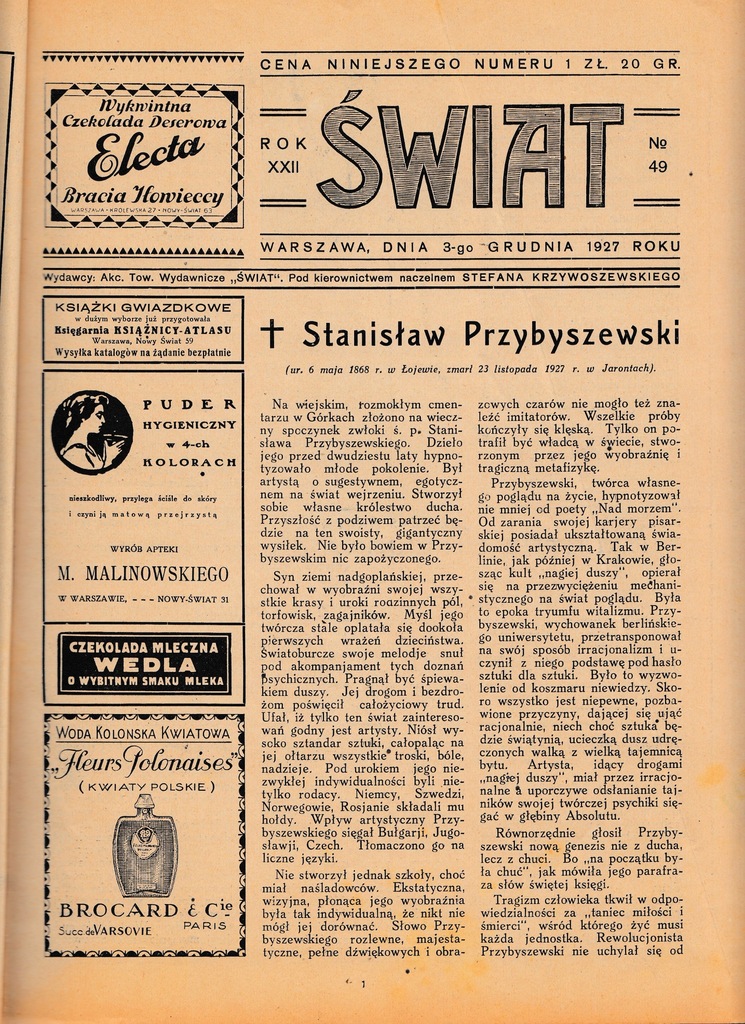 CENA NINIEJSZEGO NUMERU 1 ZŁ. 20 GR.
ROK
XXII
ŚWIAT
№
49
WARSZAWA, DNIA 3-go GRUDNIA 1927 ROKU
Wykwintna
Czekolada Deserowa
Electa
Bracia Howieccy
WARSZAWA-KRÓLEWSKA 27-NOWY-ŚWIAT 63
Wydawcy: Akc. Tow. Wydawnicze „ŚWIAT“. Pod kierownictwem naczelnem STEFANA KRZYWOSZEWSKIEGO
KSIĄŻKI GWIAZDKOWE
w dużym wyborze już przygotowała
Księgarnia KSIĄŻNICY-ATLASU
Warszawa, Nowy Świat 59
Wysyłka katalogów na żądanie bezpłatnie
PUDER
HYGIENICZNY
w 4-ch
KOLORACH
nieszkodliwy, przylega ściśle do skóry
i czyni ją matową przejrzystą
WYRÓB APTEKI
M. MALINOWSKIEGO
W WARSZAWIE, - - - NOWY-ŚWIAT 31
CZEKOLADA MLECZNA
WEDLA
O WYBITNYM SMAKU MLEKA
WODA KOLOŃSKA KWIATOWA
„Fleurs Polonaises”
(KWIATY POLSKIE)
BROCARD & Cie
Succ. de VARSOVIE PARIS
† Stanisław Przybyszewski
(ur. 6 maja 1868 r. w Łojewie, zmarł 23 listopada 1927 r. w Jarontach).
Na wiejskim, rozmokłym cmen-
tarzu w Górkach złożono na wiecz-
ny spoczynek zwłoki ś. p. Stani-
sława Przybyszewskiego. Dzieło
jego przed dwudziestu laty hypno-
tyzowało młode pokolenie. Był
artystą o sugestywnem, egotycz-
nem na świat wejrzeniu. Stworzył
sobie własne królestwo ducha.
Przyszłość z podziwem patrzeć bę-
dzie na ten swoisty, gigantyczny
wysiłek. Nie było bowiem w Przy-
byszewskim nic zapożyczonego.
Syn ziemi nadgoplańskiej, prze-
chował w wyobraźni swojej wszy-
stkie krasy i uroki rodzinnych pól,
torfowisk, zagajników. Myśl jego
twórcza stale oplatała się dookoła
pierwszych wrażeń dzieciństwa.
Światoburcze swoje melodje snuł
pod akompanjament tych doznań
psychicznych. Pragnął być śpiewa-
kiem duszy. Jej drogom i bezdro-
żom poświęcił całożyciowy trud.
Ufał, iż tylko ten świat zainteresо-
wań godny jest artysty. Niósł wy-
soko sztandar sztuki, całopaląc na
jej ołtarzu wszystkie troski, bóle,
nadzieje. Pod urokiem jego nie-
zwykłej indywidualności byli nie-
tylko rodacy. Niemcy, Szwedzi,
Norwegowie, Rosjanie składali mu
hołdy. Wpływ artystyczny Przy-
byszewskiego sięgał Bułgarji, Jugo-
sławji, Czech. Tłomaczono go na
liczne języki.
Nie stworzył jednak szkoły, choć
miał naśladowców. Ekstatyczna,
wizyjna, płonąca jego wyobraźnia
była tak indywidualną, że nikt nie
mógł jej dorównać. Słowo Przy-
byszewskiego rozlewne, majesta-
tyczne, pełne dźwiękowych i obra-
zowych czarów nie mogło też zna-
leźć imitatorów. Wszelkie próby
kończyły się klęską. Tylko on po-
trafił być władcą w świecie, stwo-
rzonym przez jego wyobraźnię i
tragiczną metafizykę.
Przybyszewski, twórca własne-
go poglądu na życie, hypnotyzował
nie mniej od poety „Nad morzem”.
Od zarania swojej karjery pisar-
skiej posiadał ukształtowaną świa-
domość artystyczną. Tak w Ber-
linie, jak później w Krakowie, gło-
sząc kult „nagiej duszy”, opierał
się na przezwyciężeniu mechani-
stycznego na świat poglądu. Była
to epoka tryumfu witalizmu. Przy-
byszewski, wychowanek berlińskie-
go uniwersytetu, przetransponował
na swój sposób irracjonalizm i u-
czynił z niego podstawę pod hasło
sztuki dla sztuki. Było to wyzwo-
lenie od koszmaru niewiedzy. Sko-
ro wszystko jest niepewne, pozba-
wione przyczyny, dającej się ująć
racjonalnie, niech choć sztuka bę-
dzie świątynią, ucieczką dusz udrę-
czonych walką z wielką tajemnicą
bytu. Artysta, idący drogami
„nagiej duszy”, miał przez irracjo-
nalne a uporczywe odsłanianie taj-
ników swojej twórczej psychiki się-
gać w głębiny Absolutu.
Równorzędnie głosił Przyby-
szewski nową genezis nie z ducha,
lecz z chuci. Bo „na początku by-
ła chuć”, jak mówiła jego parafra-
za słów świętej księgi.
Tragizm człowieka tkwił w odpo-
wiedzialności za „taniec miłości i
śmierci”, wśród którego żyć musi
każda jednostka. Rewolucjonista
Przybyszewski nie uchylał się od
1